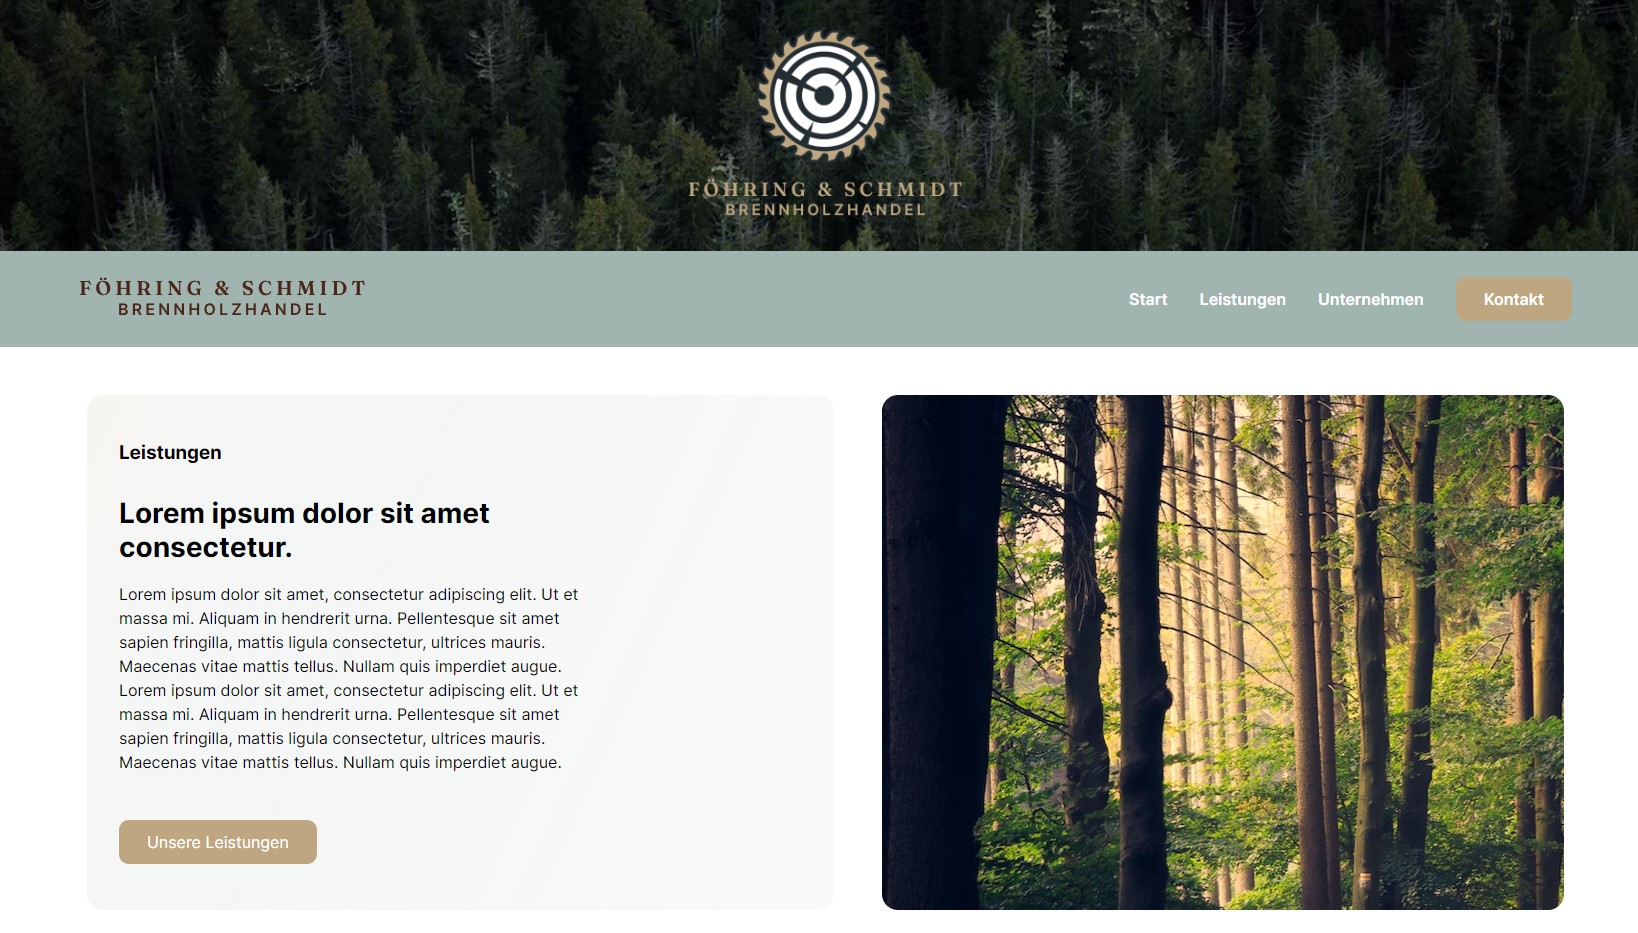 FÖHRING & SCHMIDT
BRENNHOLZHANDEL
FÖHRING & SCHMIDT
BRENNHOLZHANDEL
Start
Leistungen
Unternehmen
Kontakt
Leistungen
Lorem ipsum dolor sit amet
consectetur.
Lorem ipsum dolor sit amet, consectetur adipiscing elit. Ut et
massa mi. Aliquam in hendrerit urna. Pellentesque sit amet
sapien fringilla, mattis ligula consectetur, ultrices mauris.
Maecenas vitae mattis tellus. Nullam quis imperdiet augue.
Lorem ipsum dolor sit amet, consectetur adipiscing elit. Ut et
massa mi. Aliquam in hendrerit urna. Pellentesque sit amet
sapien fringilla, mattis ligula consectetur, ultrices mauris.
Maecenas vitae mattis tellus. Nullam quis imperdiet augue.
Unsere Leistungen